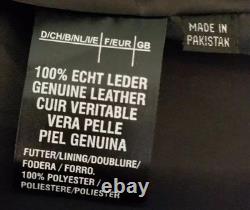 D/CH/B/NL/I/E F/EUR GB
MADE IN
PAKISTAN
100% ECHT LEDER
GENUINE LEATHER
CUIR VERITABLE
VERA PELLE
PIEL GENUINA
FUTTER/LINING/DOUBLURE/
FODERA / FORRO.
100% POLYESTER /
POLIESTERE/POLIESTER